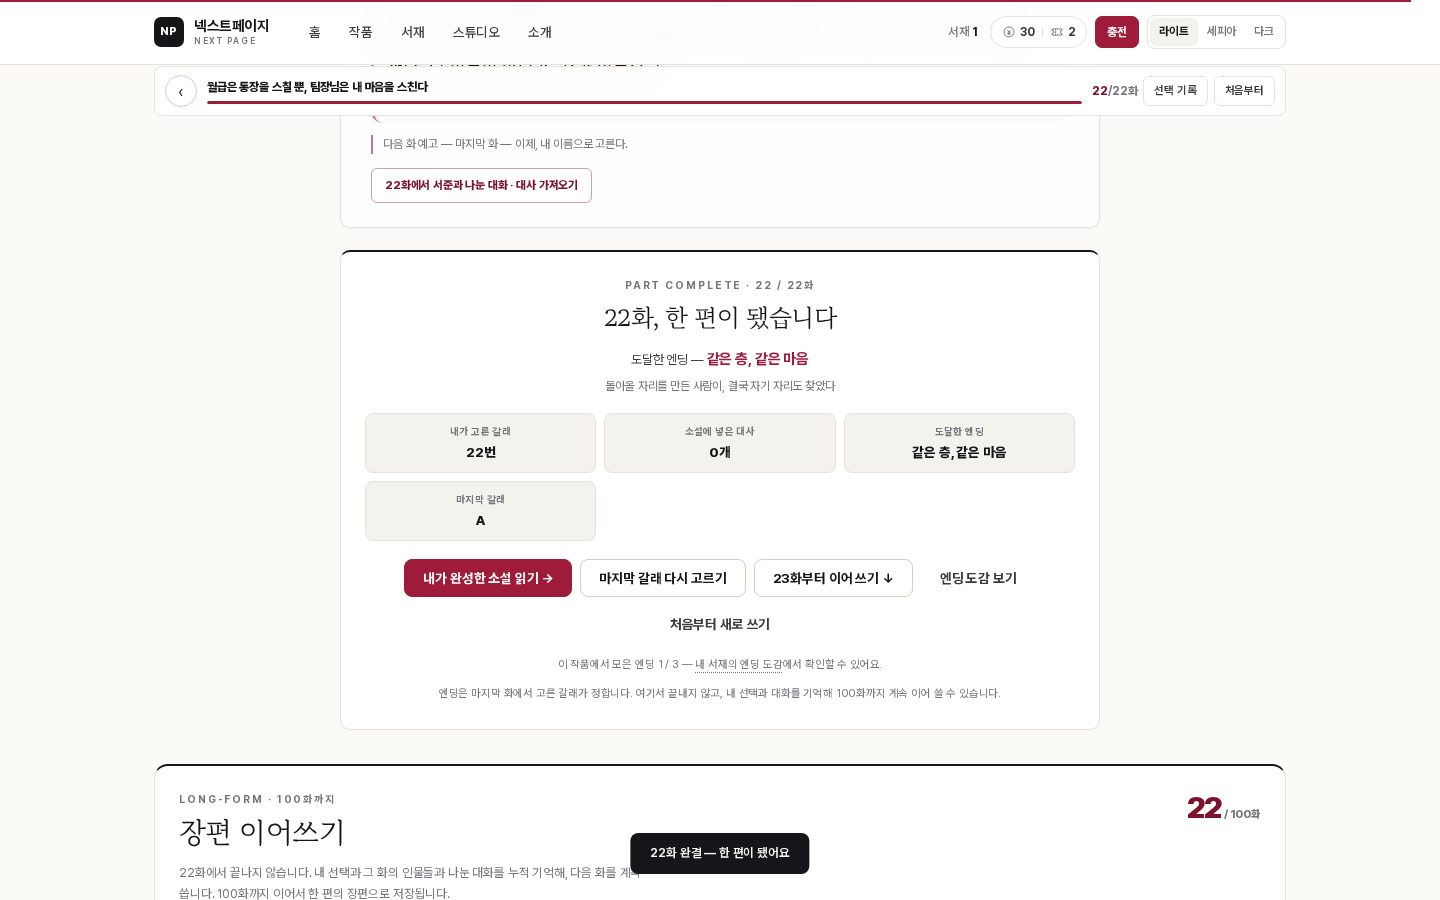 NP
넥스트페이지
NEXT PAGE
홈
작품
서재
스튜디오
소개
서재 1
30
2
충전
라이트
세피아
다크
‹
월급은 통장을 스칠 뿐, 팀장님은 내 마음을 스친다
22/22화
선택 기록
처음부터
다음 화 예고 — 마지막 화 — 이제, 내 이름으로 고른다.
22화에서 서준과 나눈 대화 · 대사 가져오기
PART COMPLETE · 22 / 22화
22화, 한 편이 됐습니다
도달한 엔딩 — 같은 층, 같은 마음
돌아올 자리를 만든 사람이, 결국 자기 자리도 찾았다
내가 고른 갈래
22번
소설에 넣은 대사
0개
도달한 엔딩
같은 층, 같은 마음
마지막 갈래
A
내가 완성한 소설 읽기 →
마지막 갈래 다시 고르기
23화부터 이어 쓰기 ↓
엔딩 도감 보기
처음부터 새로 쓰기
이 작품에서 모은 엔딩 1 / 3 — 내 서재의 엔딩 도감에서 확인할 수 있어요.
엔딩은 마지막 화에서 고른 갈래가 정합니다. 여기서 끝내지 않고, 내 선택과 대화를 기억해 100화까지 계속 이어 쓸 수 있습니다.
LONG-FORM · 100화까지
장편 이어쓰기
22 / 100화
22화에서 끝나지 않습니다. 내 선택과 그 화의 인물들과 나눈 대화를 누적 기억해, 다음 화를 계속
씁니다. 100화까지 이어서 한 편의 장편으로 저장됩니다.
22화 완결 — 한 편이 됐어요